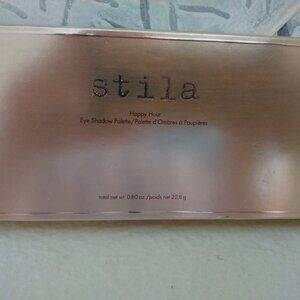 stila
Happy Hour
Eye Shadow Palette/Palette d'Ombres à Paupières
total net wt 0.80 oz./poids net 22.8 g